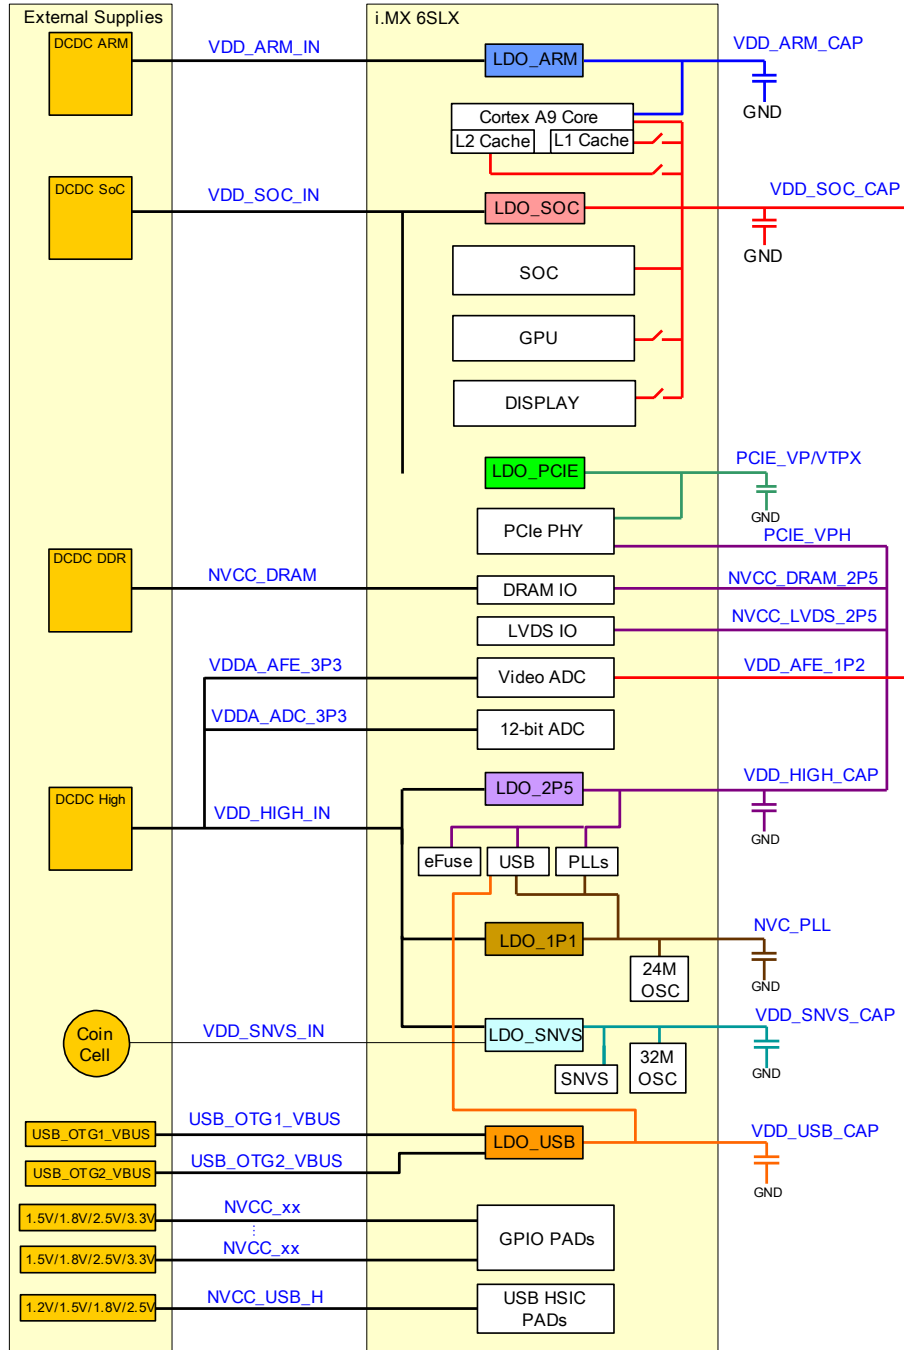 External Supplies
i.MX 6SLX
DCDC ARM
VDD_ARM_IN
LDO_ARM
VDD_ARM_CAP
GND
Cortex A9 Core
L2 Cache
L1 Cache
DCDC SoC
VDD_SOC_IN
LDO_SOC
VDD_SOC_CAP
GND
SOC
GPU
DISPLAY
LDO_PCIE
PCIE_VP/VTPX
GND
PCIe PHY
PCIE_VPH
DCDC DDR
NVCC_DRAM
DRAM IO
NVCC_DRAM_2P5
LVDS IO
NVCC_LVDS_2P5
VDDA_AFE_3P3
Video ADC
VDD_AFE_1P2
VDDA_ADC_3P3
12-bit ADC
DCDC High
VDD_HIGH_IN
LDO_2P5
VDD_HIGH_CAP
GND
eFuse
USB
PLLs
LDO_1P1
NVC_PLL
GND
24M
OSC
Coin
Cell
VDD_SNVS_IN
LDO_SNVS
VDD_SNVS_CAP
GND
SNVS
32M
OSC
USB_OTG1_VBUS
USB_OTG1_VBUS
LDO_USB
VDD_USB_CAP
GND
USB_OTG2_VBUS
USB_OTG2_VBUS
1.5V/1.8V/2.5V/3.3V
NVCC_xx
GPIO PADs
1.5V/1.8V/2.5V/3.3V
NVCC_xx
1.2V/1.5V/1.8V/2.5V
NVCC_USB_H
USB HSIC
PADs